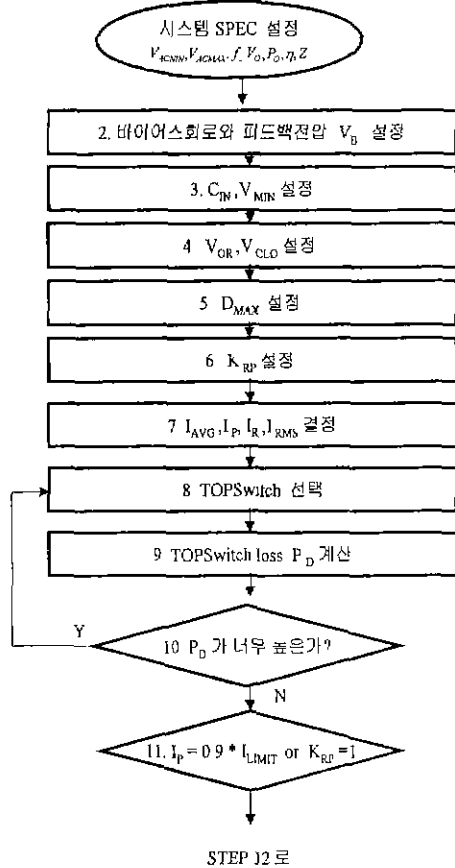 시스템 SPEC 설정
V_ACMIN, V_ACMAX, f, V_O, P_O, η, Z
2. 바이어스회로와 피드백전압 V_B 설정
3. C_IN, V_MIN 설정
4 V_OR, V_CLO 설정
5 D_MAX 설정
6 K_RP 설정
7 I_AVG, I_P, I_R, I_RMS 결정
8 TOPSwitch 선택
9 TOPSwitch loss P_D 계산
Y
10 P_D 가 너무 높은가?
N
11. I_P = 0 9 * I_LIMIT or K_RP = 1
STEP 12로